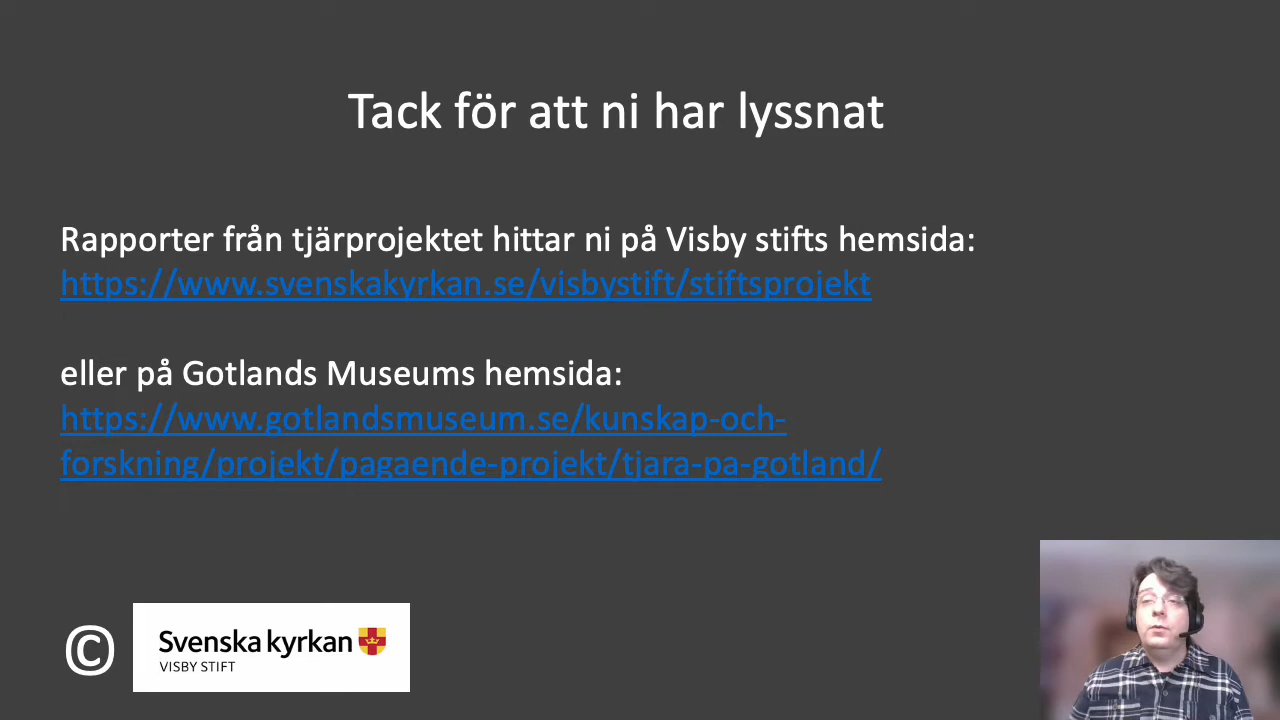 Tack för att ni har lyssnat
Rapporter från tjärprojektet hittar ni på Visby stifts hemsida:
https://www.svenskakyrkan.se/visbystift/stiftsprojekt
eller på Gotlands Museums hemsida:
https://www.gotlandsmuseum.se/kunskap-och-
forskning/projekt/pagaende-projekt/tjara-pa-gotland/
© Svenska kyrkan
VISBY STIFT